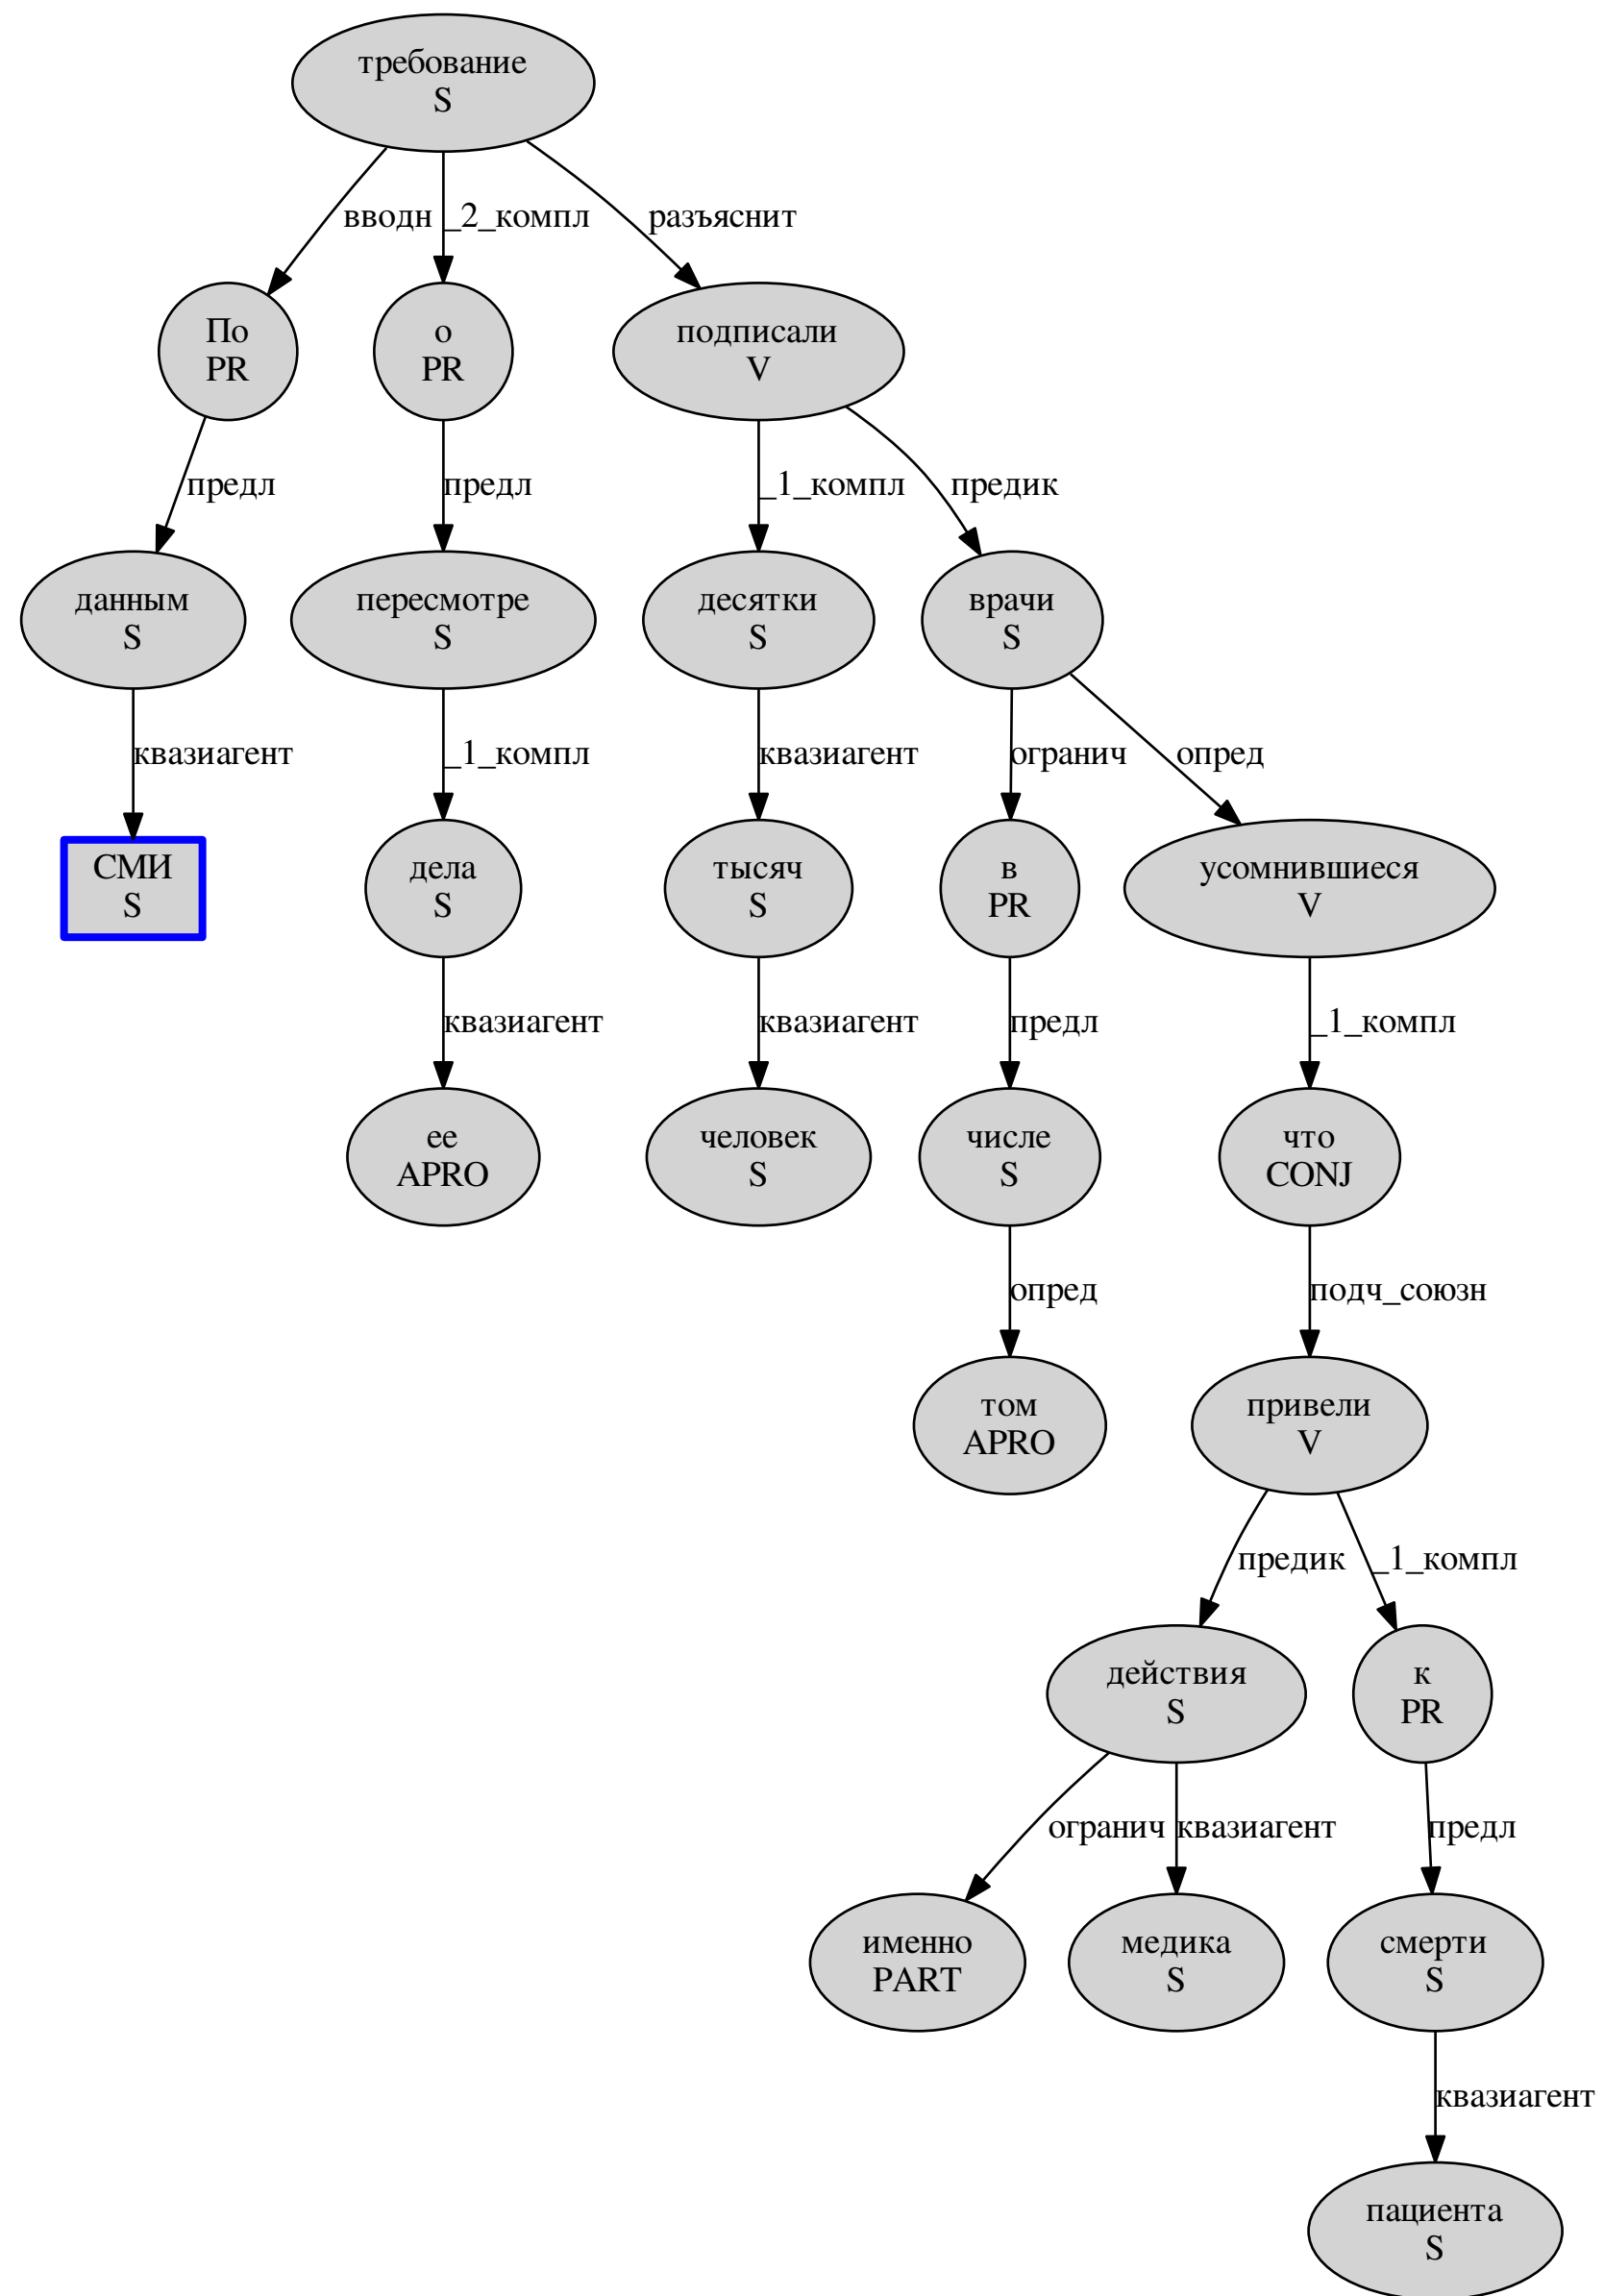 требование
S
вводн _2_компл разъяснит
По
PR
о
PR
подписали
V
предл предл _1_компл предик
данным
S
пересмотре
S
десятки
S
врачи
S
квазиагент _1_компл квазиагент огранич опред
СМИ
S
дела
S
тысяч
S
в
PR
усомнившиеся
V
квазиагент квазиагент предл _1_компл
ее
APRO
человек
S
числе
S
что
CONJ
опред подч_союзн
том
APRO
привели
V
предик _1_компл
действия
S
к
PR
огранич квазиагент предл
именно
PART
медика
S
смерти
S
квазиагент
пациента
S